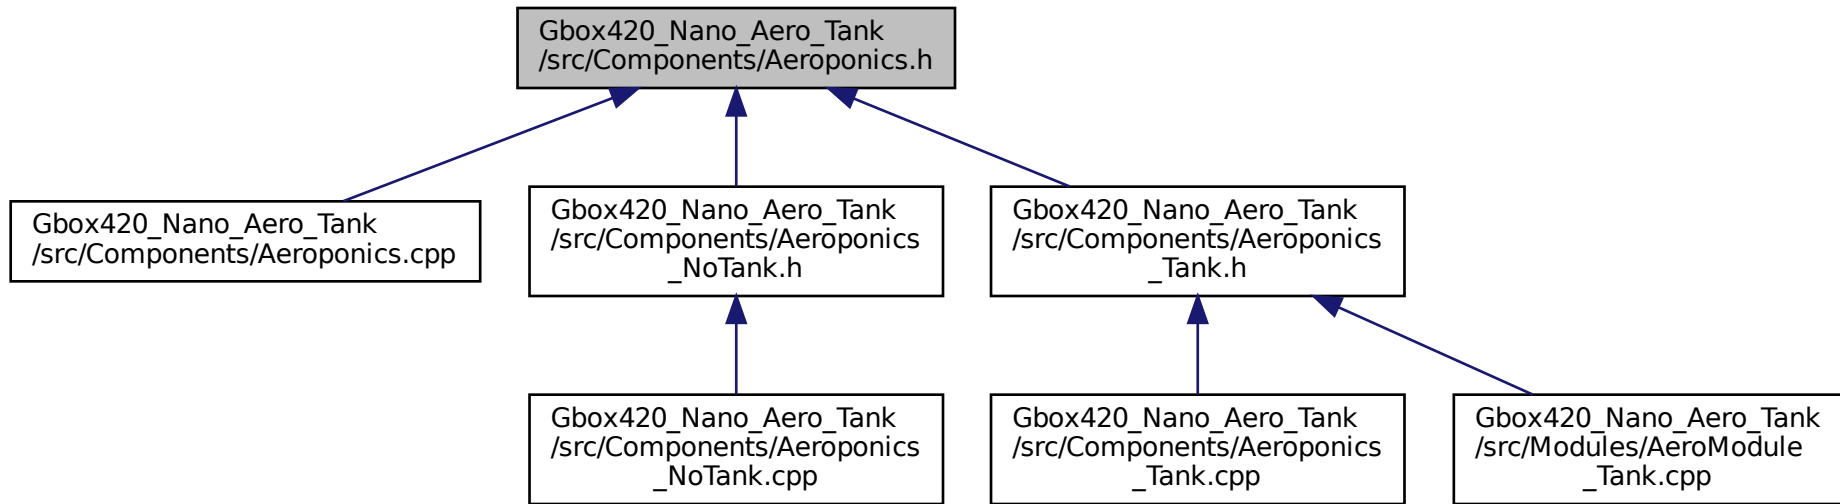 Gbox420_Nano_Aero_Tank
/src/Components/Aeroponics.h
Gbox420_Nano_Aero_Tank
/src/Components/Aeroponics.cpp
Gbox420_Nano_Aero_Tank
/src/Components/Aeroponics
_NoTank.h
Gbox420_Nano_Aero_Tank
/src/Components/Aeroponics
_Tank.h
Gbox420_Nano_Aero_Tank
/src/Components/Aeroponics
_NoTank.cpp
Gbox420_Nano_Aero_Tank
/src/Components/Aeroponics
_Tank.cpp
Gbox420_Nano_Aero_Tank
/src/Modules/AeroModule
_Tank.cpp